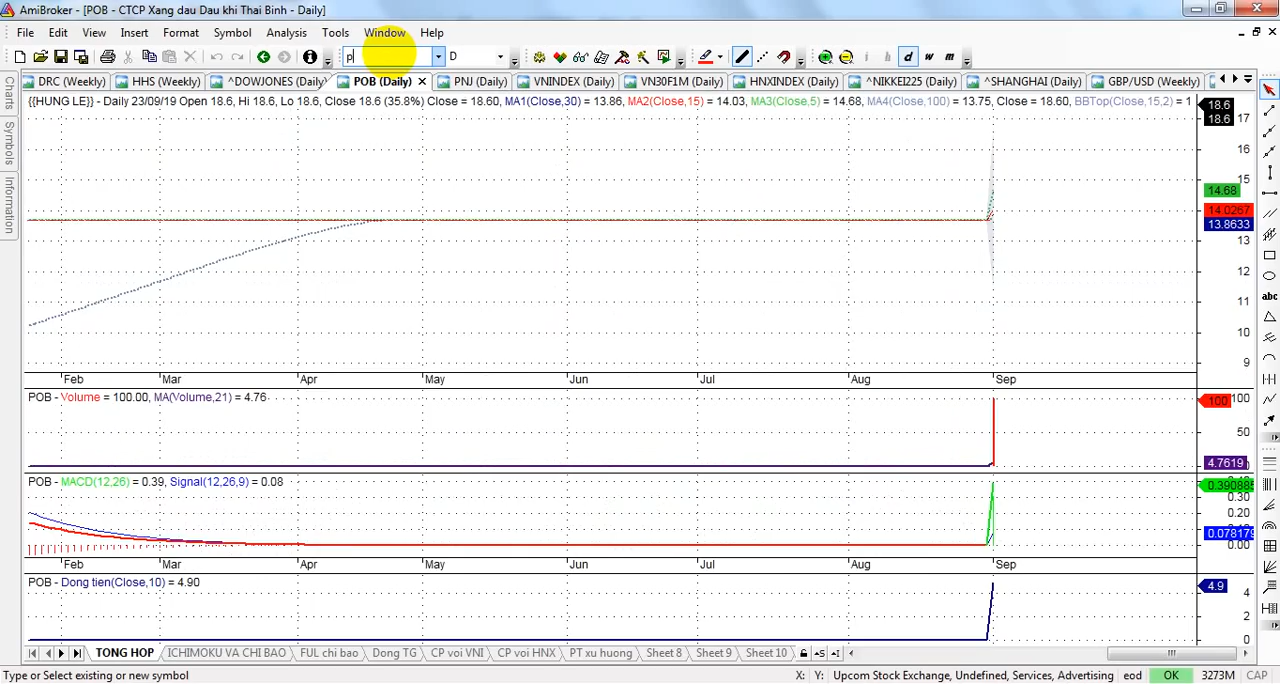 AmiBroker - [POB - CTCP Xang dau Dau khi Thai Binh - Daily]
File Edit View Insert Format Symbol Analysis Tools Window Help
p D i h d w m
DRC (Weekly) HHS (Weekly) ^DOWJONES (Daily) POB (Daily) PNJ (Daily) VNINDEX (Daily) VN30F1M (Daily) HNXINDEX (Daily) ^NIKKEI225 (Daily) ^SHANGHAI (Daily) GBP/USD (Weekly)
Charts
Symbols
Information
{{HUNG LE}} - Daily 23/09/19 Open 18.6, Hi 18.6, Lo 18.6, Close 18.6 (35.8%) Close = 18.60, MA1(Close,30) = 13.86, MA2(Close,15) = 14.03, MA3(Close,5) = 14.68, MA4(Close,100) = 13.75, Close = 18.60, BBTop(Close,15,2) = 1
18.6
18.6
17
16
15
14.68
14.0267
13.8633
13
12
11
10
9
abc
Feb Mar Apr May Jun Jul Aug Sep
POB - Volume = 100.00, MA(Volume,21) = 4.76
100
100
50
4.7619
POB - MACD(12,26) = 0.39, Signal(12,26,9) = 0.08
0.390885
0.30
0.20
0.078179
0.00
Feb Mar Apr May Jun Jul Aug Sep
POB - Dong tien(Close,10) = 4.90
4.9
4
2
0
TONG HOP ICHIMOKU VA CHI BAO FUL chi bao Dong TG CP voi VNI CP voi HNX PT xu huong Sheet 8 Sheet 9 Sheet 10
Type or Select existing or new symbol X: Y: Upcom Stock Exchange, Undefined, Services, Advertising eod OK 3273M CAP